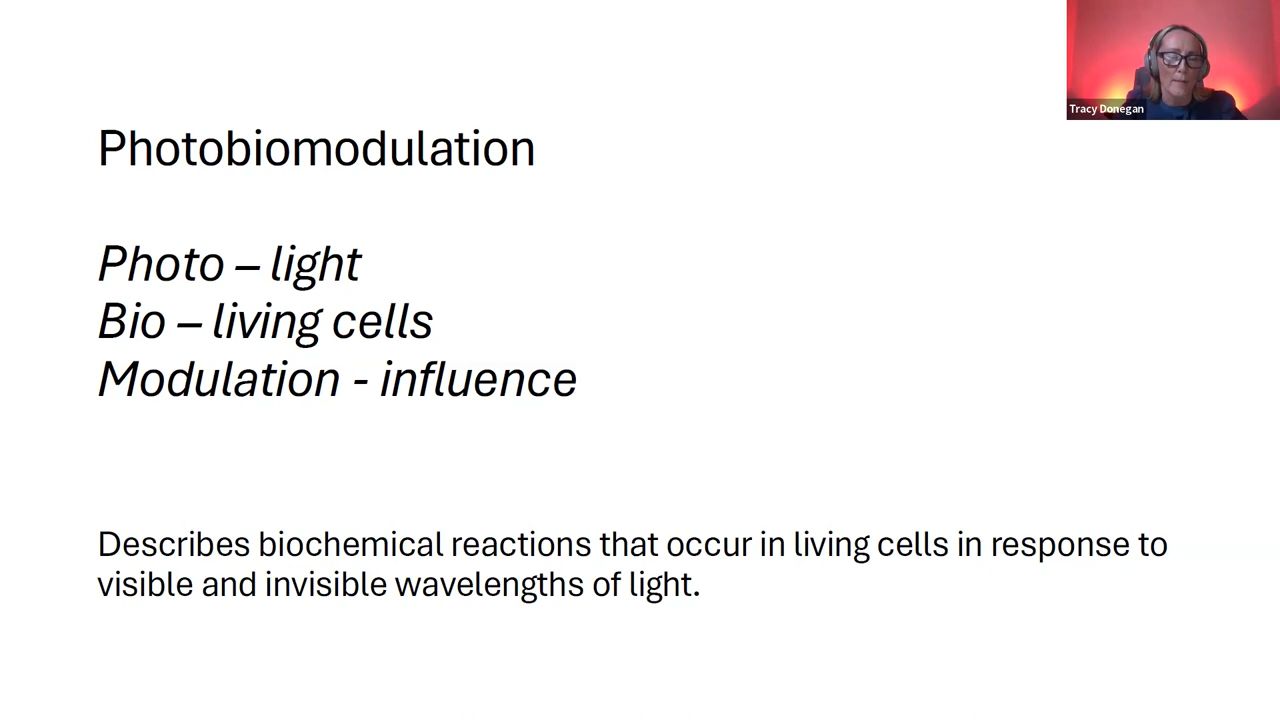 Tracy Donegan
Photobiomodulation
Photo – light
Bio – living cells
Modulation - influence
Describes biochemical reactions that occur in living cells in response to
visible and invisible wavelengths of light.